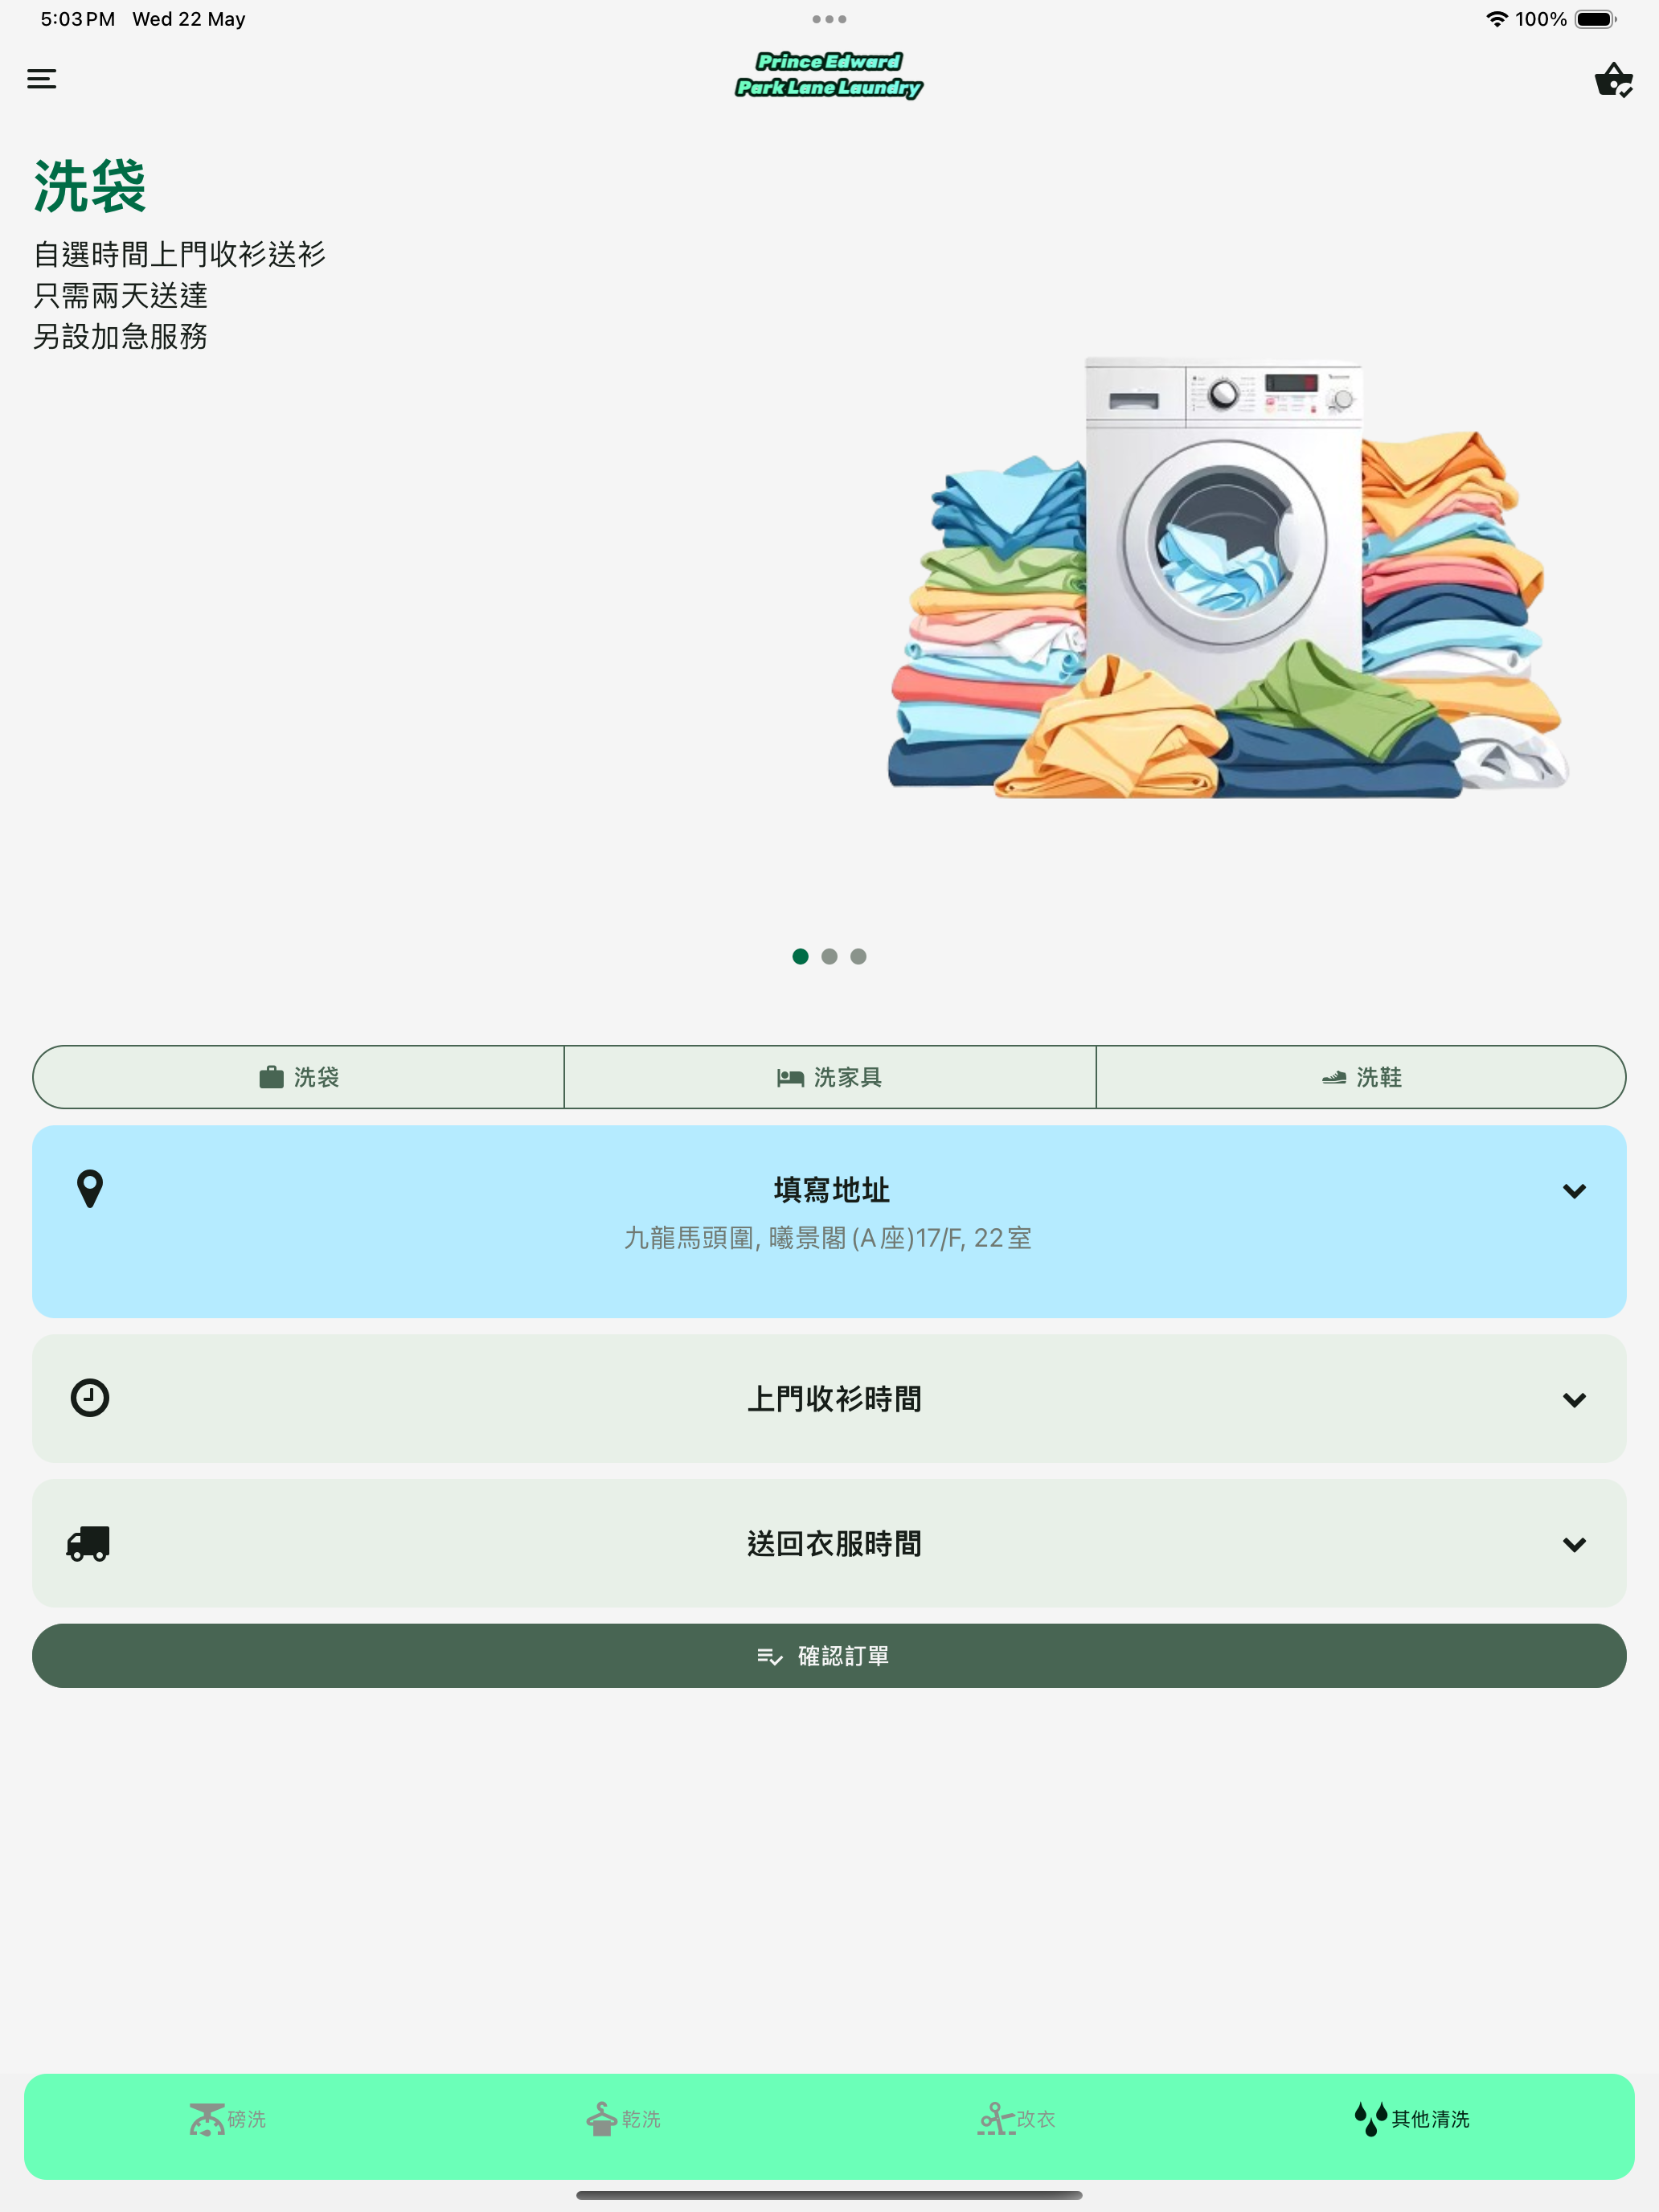 5:03 PM Wed 22 May
100%
Prince Edward
Park Lane Laundry
洗袋
自選時間上門收衫送衫
只需兩天送達
另設加急服務
洗袋
洗家具
洗鞋
填寫地址
九龍馬頭圍, 曦景閣 (A 座)17/F, 22 室
上門收衫時間
送回衣服時間
確認訂單
磅洗
乾洗
改衣
其他清洗